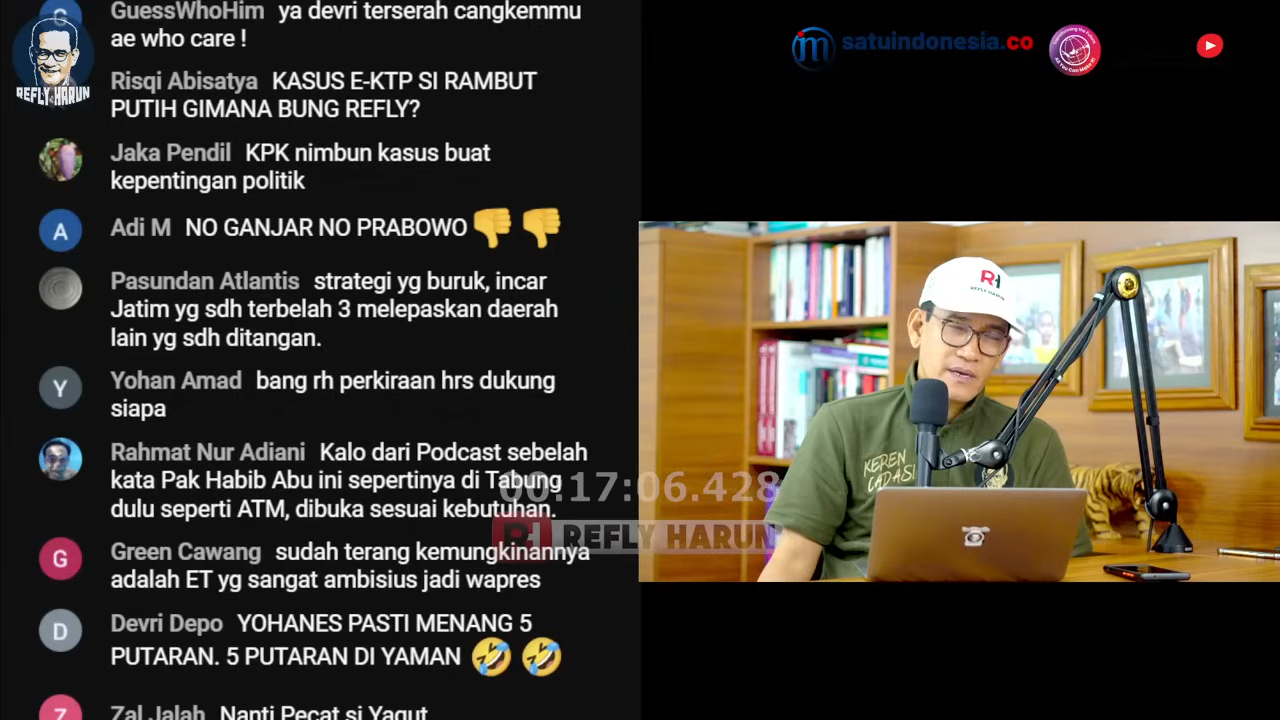 GuessWhoHim ya devri terserah cangkemmu
ae who care !
REFLY HARUN
Risqi Abisatya KASUS E-KTP SI RAMBUT
PUTIH GIMANA BUNG REFLY?
Jaka Pendil KPK nimbun kasus buat
kepentingan politik
A
Adi M NO GANJAR NO PRABOWO 👎 👎
Pasundan Atlantis strategi yg buruk, incar
Jatim yg sdh terbelah 3 melepaskan daerah
lain yg sdh ditangan.
Y
Yohan Amad bang rh perkiraan hrs dukung
siapa
Rahmat Nur Adiani Kalo dari Podcast sebelah
kata Pak Habib Abu ini sepertinya di Tabung
dulu seperti ATM, dibuka sesuai kebutuhan.
G
Green Cawang sudah terang kemungkinannya
adalah ET yg sangat ambisius jadi wapres
D
Devri Depo YOHANES PASTI MENANG 5
PUTARAN. 5 PUTARAN DI YAMAN 🤣 🤣
Z
Zal Jalah Nanti Pecat si Yaqut
00:17:06.428
RH REFLY HARUN
satuindonesia.co
RH
REFLY HARUN
KEREN
CADAS!